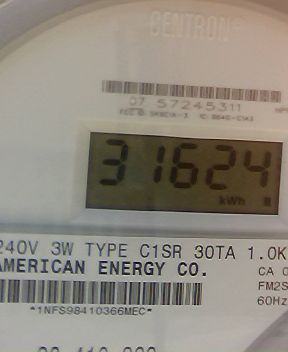 CENTRON®
07 57245311
31624
kWh
240V 3W TYPE C1SR 30TA 1.0K
AMERICAN ENERGY CO.
CA 0
FM2S
60Hz
*1NFS98410366MEC*